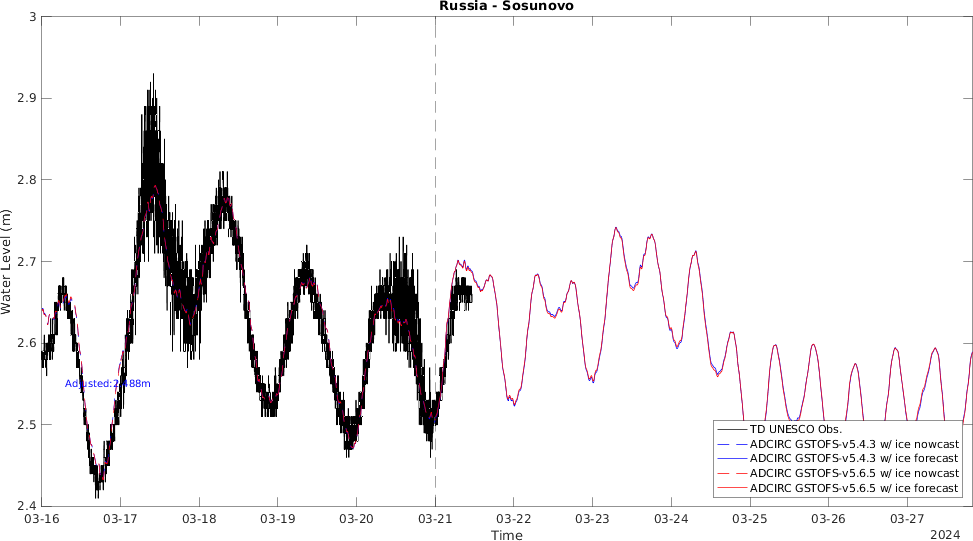 Russia - Sosunovo
3
2.9
2.8
2.7
2.6
2.5
2.4
Water Level (m)
Adjusted:2.488m
TD UNESCO Obs.
ADCIRC GSTOFS-v5.4.3 w/ ice nowcast
ADCIRC GSTOFS-v5.4.3 w/ ice forecast
ADCIRC GSTOFS-v5.6.5 w/ ice nowcast
ADCIRC GSTOFS-v5.6.5 w/ ice forecast
03-16 03-17 03-18 03-19 03-20 03-21 03-22 03-23 03-24 03-25 03-26 03-27
Time
2024